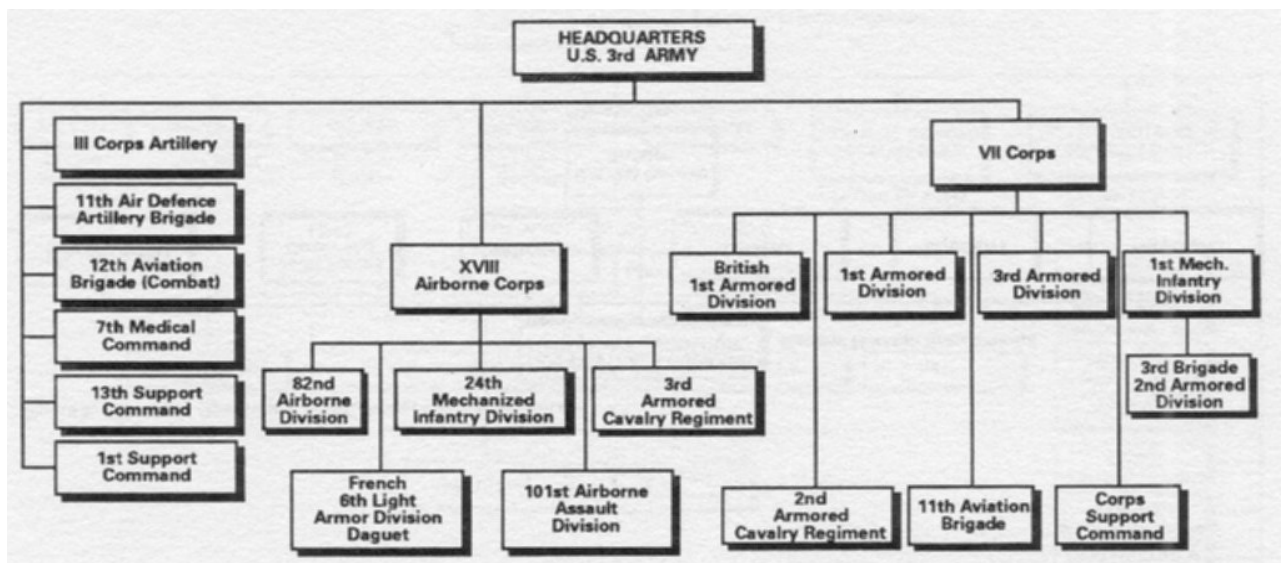 HEADQUARTERS
U.S. 3rd ARMY
III Corps Artillery
11th Air Defence
Artillery Brigade
12th Aviation
Brigade (Combat)
7th Medical
Command
13th Support
Command
1st Support
Command
XVIII
Airborne Corps
82nd
Airborne
Division
24th
Mechanized
Infantry Division
3rd
Armored
Cavalry Regiment
French
6th Light
Armor Division
Daguet
101st Airborne
Assault
Division
VII Corps
British
1st Armored
Division
1st Armored
Division
3rd Armored
Division
1st Mech.
Infantry
Division
3rd Brigade
2nd Armored
Division
2nd
Armored
Cavalry Regiment
11th Aviation
Brigade
Corps
Support
Command